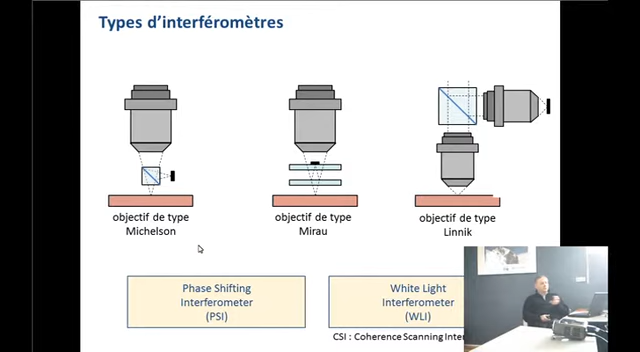 Types d'interféromètres
objectif de type
Michelson
objectif de type
Mirau
objectif de type
Linnik
Phase Shifting
Interferometer
(PSI)
White Light
Interferometer
(WLI)
CSI : Coherence Scanning